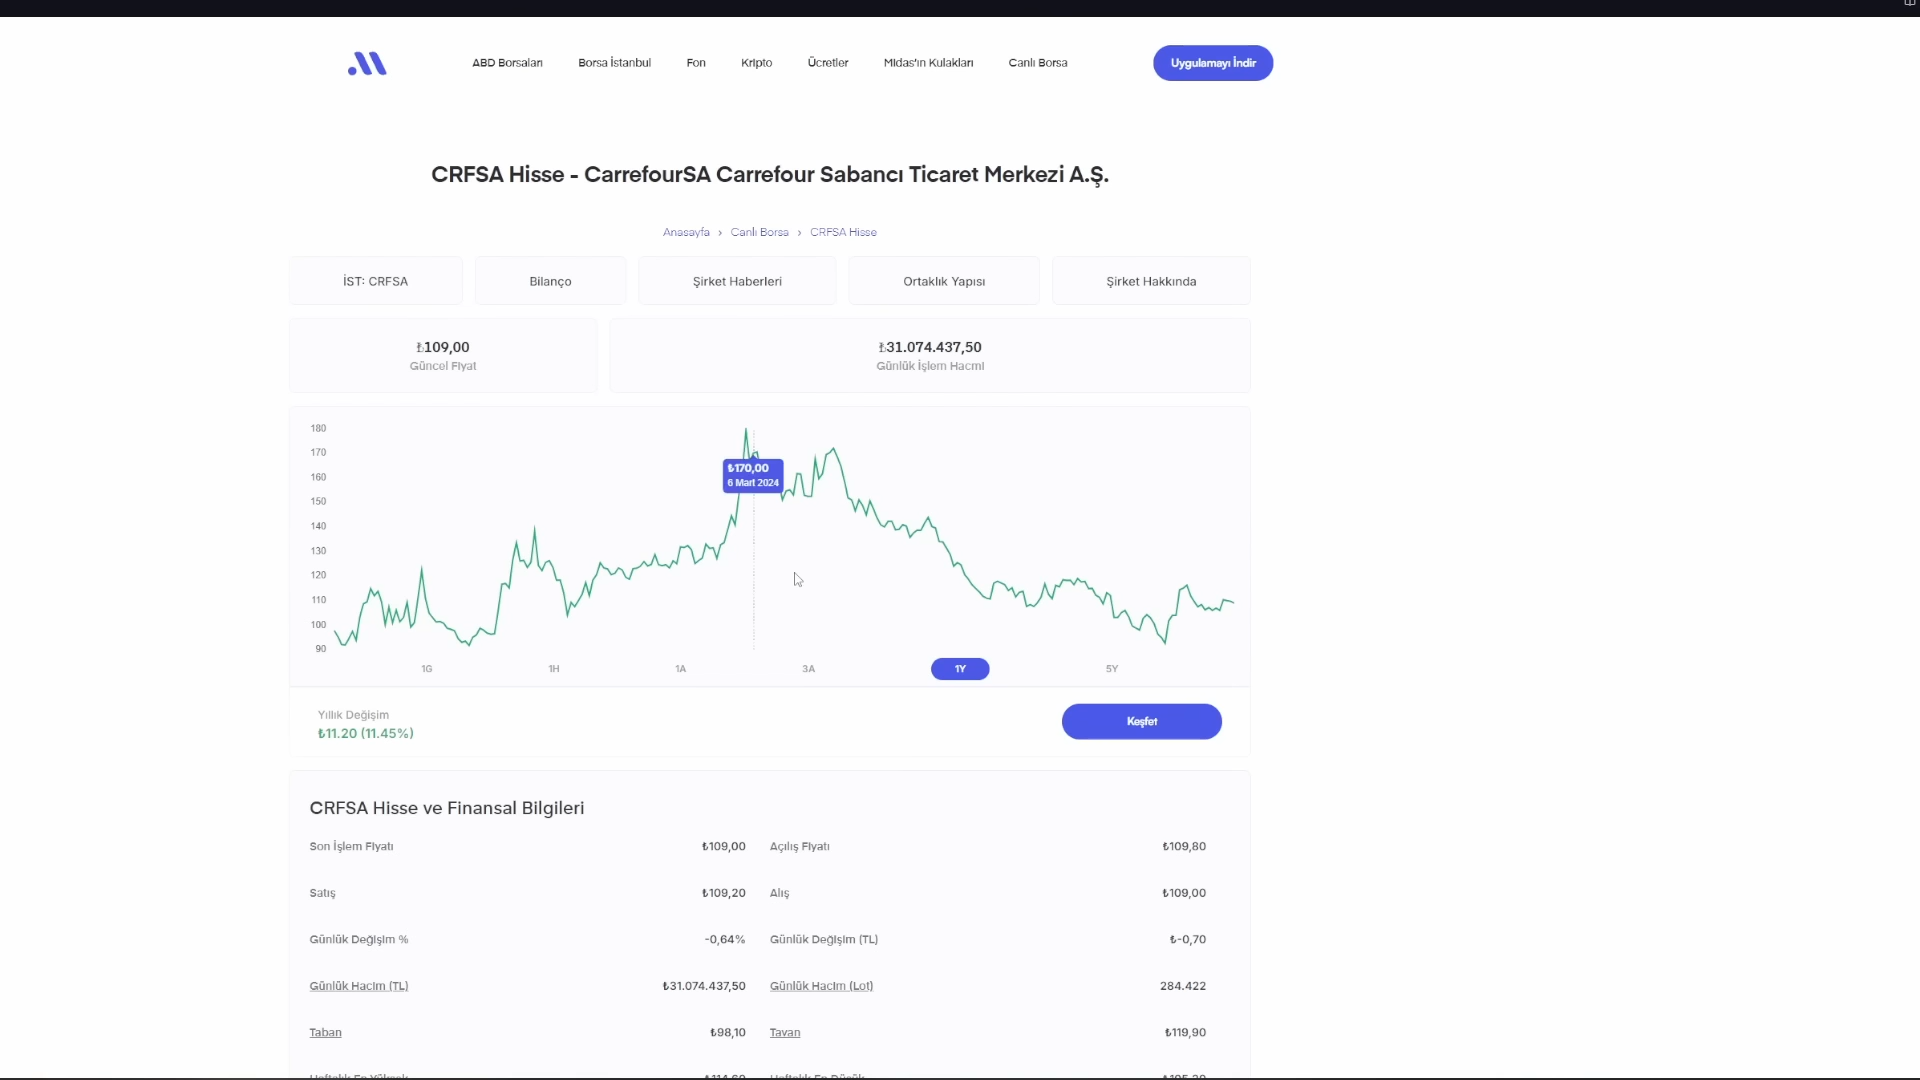 ABD Borsaları Borsa İstanbul Fon Kripto Ücretler Midas'ın Kulakları Canlı Borsa Uygulamayı İndir
CRFSA Hisse - CarrefourSA Carrefour Sabancı Ticaret Merkezi A.Ş.
Anasayfa › Canlı Borsa › CRFSA Hisse
İST: CRFSA Bilanço Şirket Haberleri Ortaklık Yapısı Şirket Hakkında
₺109,00 ₺31.074.437,50
Güncel Fiyat Günlük İşlem Hacmi
180
170
160
150
140
130
120
110
100
90
₺170,00
6 Mart 2024
1G 1H 1A 3A 1Y 5Y
Yıllık Değişim
₺11.20 (11.45%)
Keşfet
CRFSA Hisse ve Finansal Bilgileri
Son İşlem Fiyatı ₺109,00 Açılış Fiyatı ₺109,80
Satış ₺109,20 Alış ₺109,00
Günlük Değişim % -0,64% Günlük Değişim (TL) ₺-0,70
Günlük Hacim (TL) ₺31.074.437,50 Günlük Hacim (Lot) 284.422
Taban ₺98,10 Tavan ₺119,90